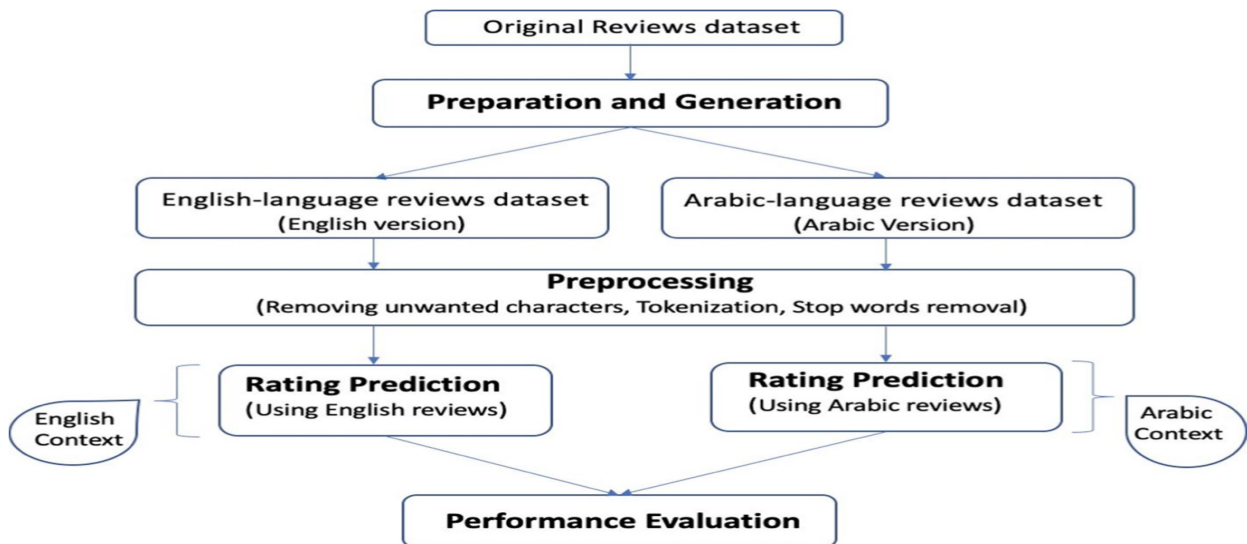 Original Reviews dataset
Preparation and Generation
English-language reviews dataset
(English version)
Arabic-language reviews dataset
(Arabic Version)
Preprocessing
(Removing unwanted characters, Tokenization, Stop words removal)
Rating Prediction
(Using English reviews)
Rating Prediction
(Using Arabic reviews)
English
Context
Arabic
Context
Performance Evaluation